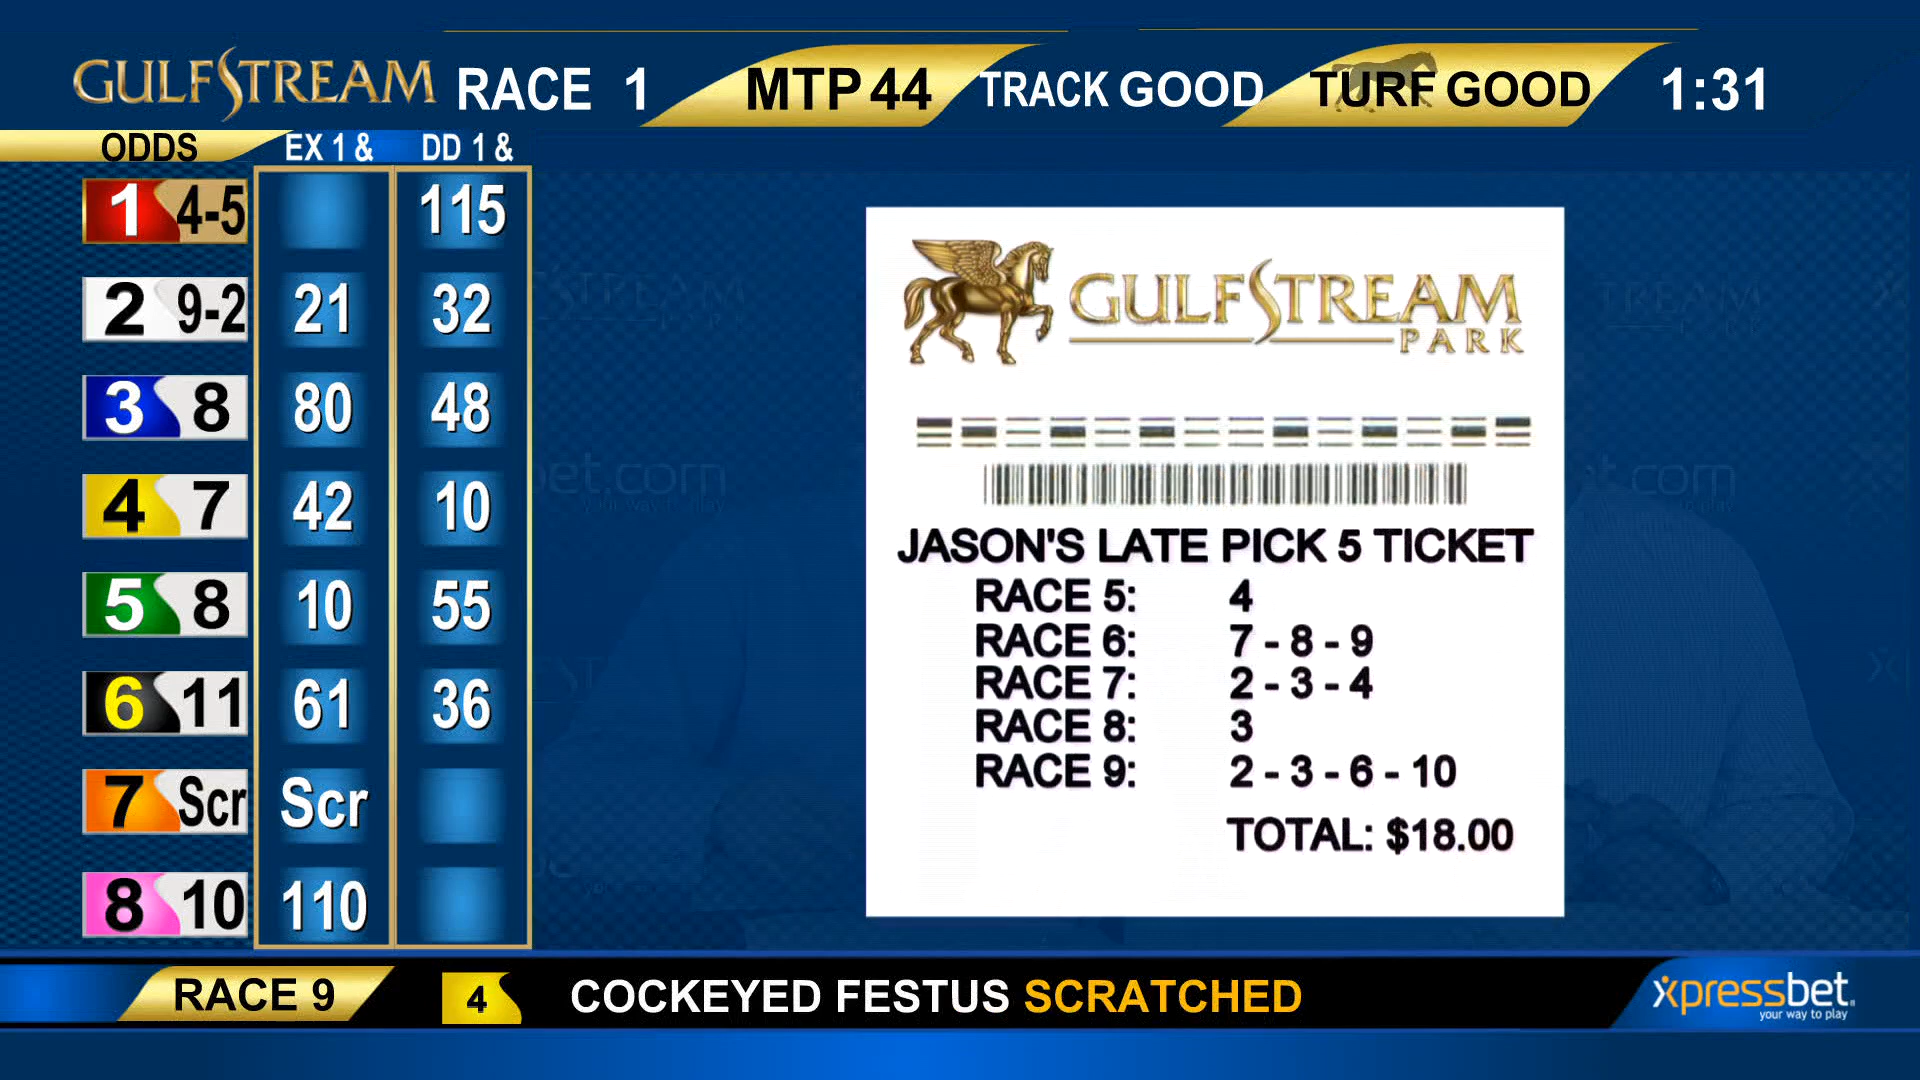 GULFSTREAM RACE 1 MTP 44 TRACK GOOD TURF GOOD 1:31
ODDS EX 1 & DD 1 &
1 4-5 115
2 9-2 21 32
3 8 80 48
4 7 42 10
5 8 10 55
6 11 61 36
7 Scr Scr
8 10 110
GULFSTREAM
PARK
JASON'S LATE PICK 5 TICKET
RACE 5: 4
RACE 6: 7 - 8 - 9
RACE 7: 2 - 3 - 4
RACE 8: 3
RACE 9: 2 - 3 - 6 - 10
TOTAL: $18.00
RACE 9 4 COCKEYED FESTUS SCRATCHED
xpressbet.
your way to play